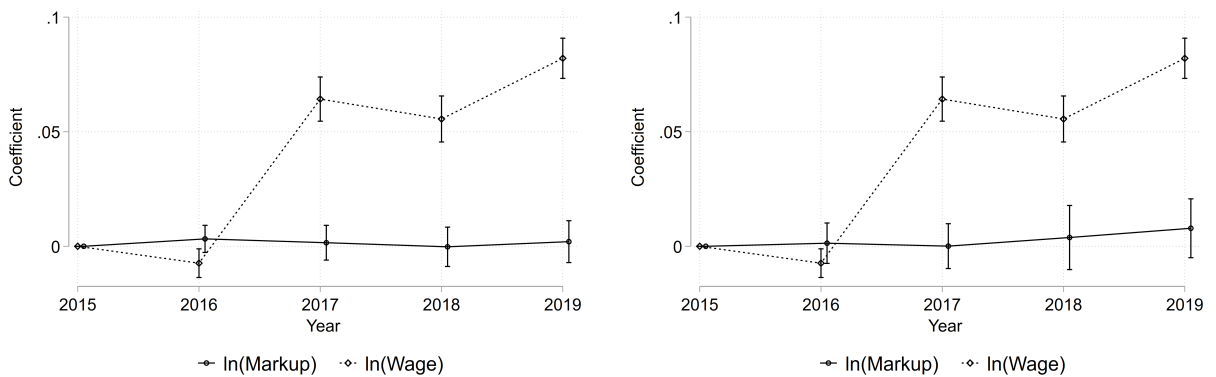 .1
.05
0
Coefficient
2015 2016 2017 2018 2019
Year
ln(Markup) ln(Wage)
.1
.05
0
Coefficient
2015 2016 2017 2018 2019
Year
ln(Markup) ln(Wage)